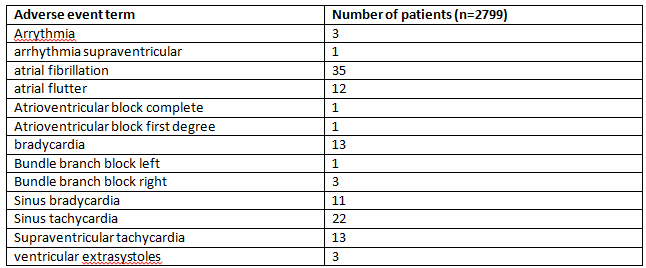 Adverse event term Number of patients (n=2799)
Arrythmia 3
arrhythmia supraventricular 1
atrial fibrillation 35
atrial flutter 12
Atrioventricular block complete 1
Atrioventricular block first degree 1
bradycardia 13
Bundle branch block left 1
Bundle branch block right 3
Sinus bradycardia 11
Sinus tachycardia 22
Supraventricular tachycardia 13
ventricular extrasystoles 3